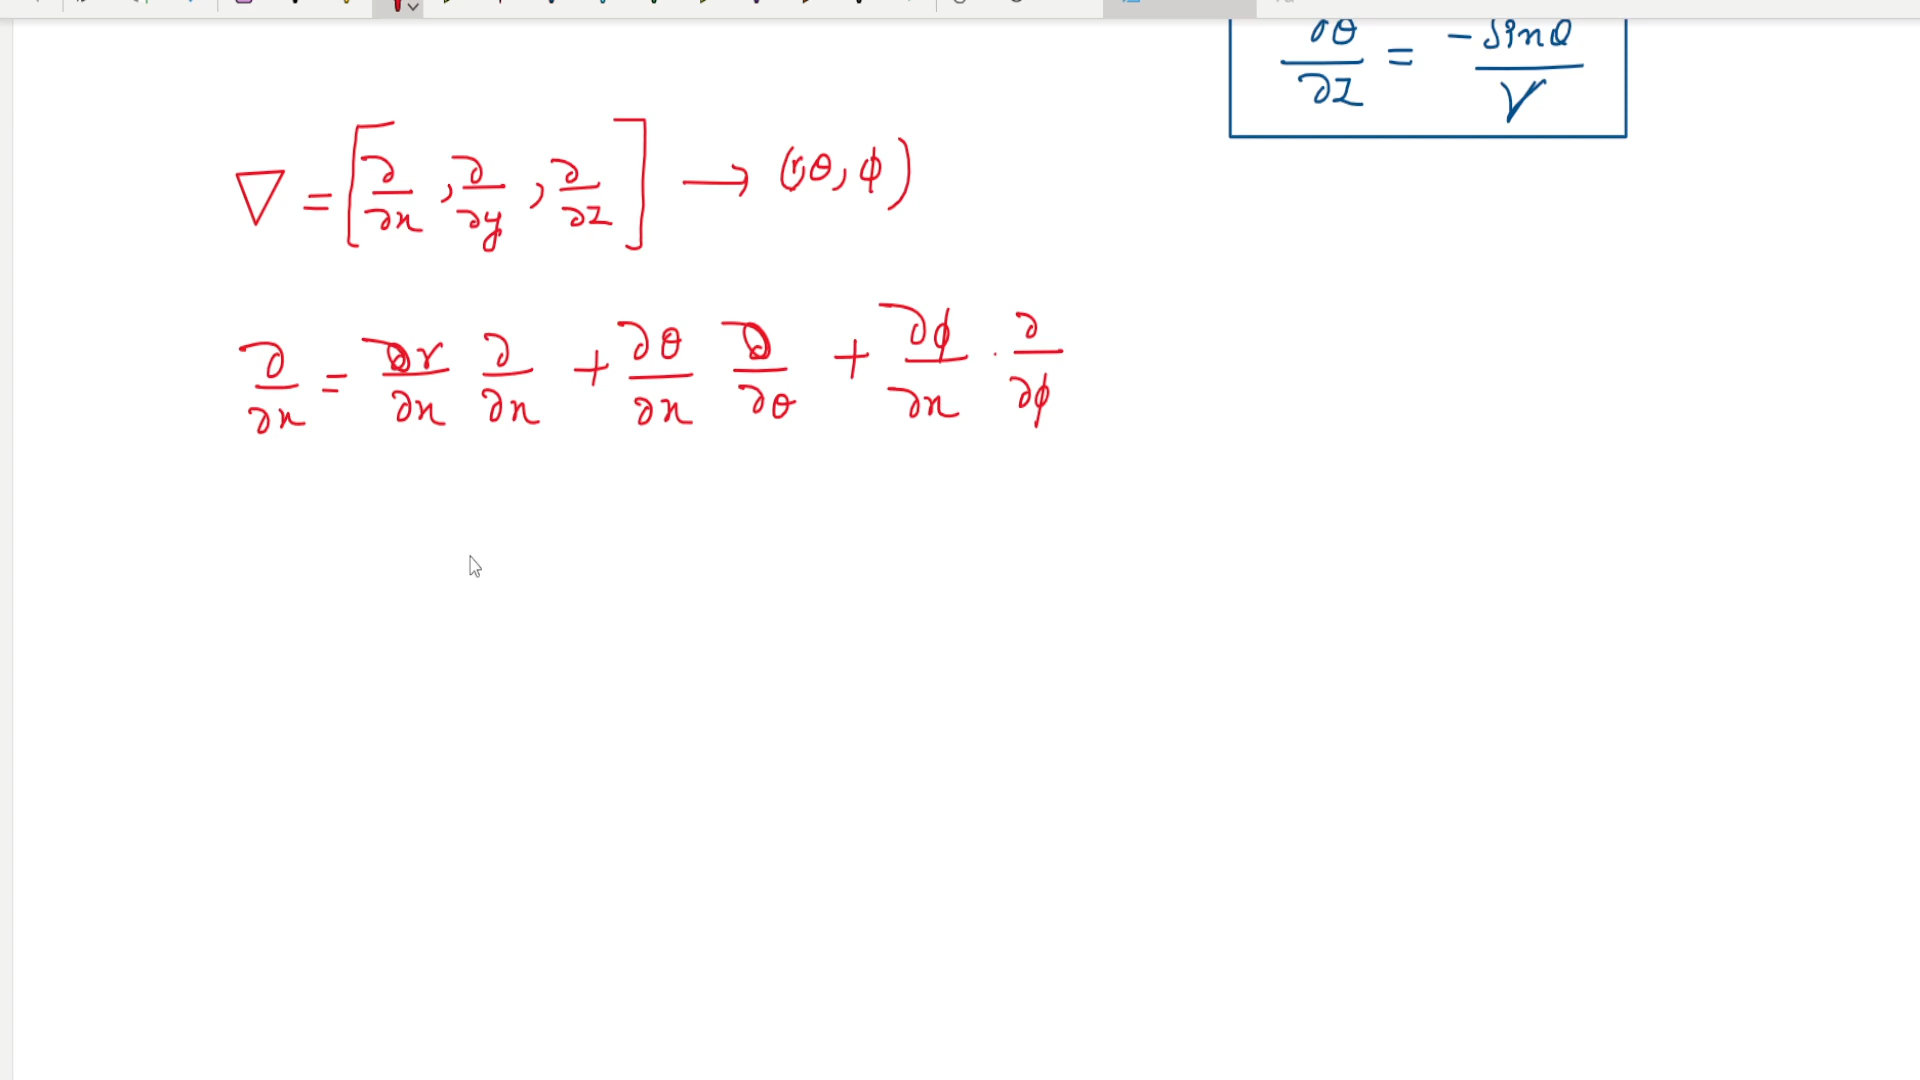 ∂θ/∂z = -sinθ/r
∇ = [∂/∂x, ∂/∂y, ∂/∂z] → (r,θ,ϕ)
∂/∂x = ∂r/∂x ∂/∂x + ∂θ/∂x ∂/∂θ + ∂ϕ/∂x · ∂/∂ϕ